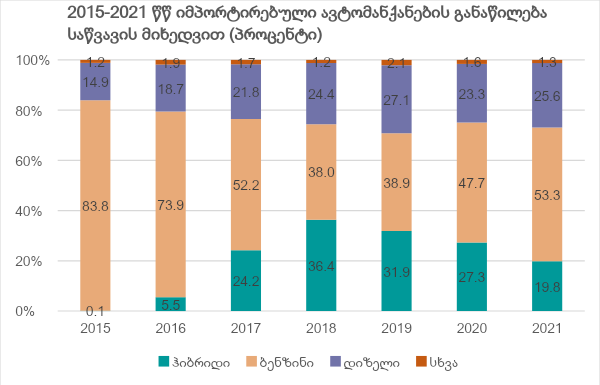 2015-2021 წწ იმპორტირებული ავტომანქანების განაწილება
საწვავის მიხედვით (პროცენტი)
100% 1.2 1.9 1.7 1.2 2.1 1.6 1.3
14.9 18.7 21.8 24.4 27.1 23.3 25.6
80%
83.8 73.9 52.2 38.0 38.9 47.7 53.3
60%
40%
24.2 36.4 31.9 27.3 19.8
20%
0% 0.1 5.5
2015 2016 2017 2018 2019 2020 2021
ჰიბრიდი ბენზინი დიზელი სხვა